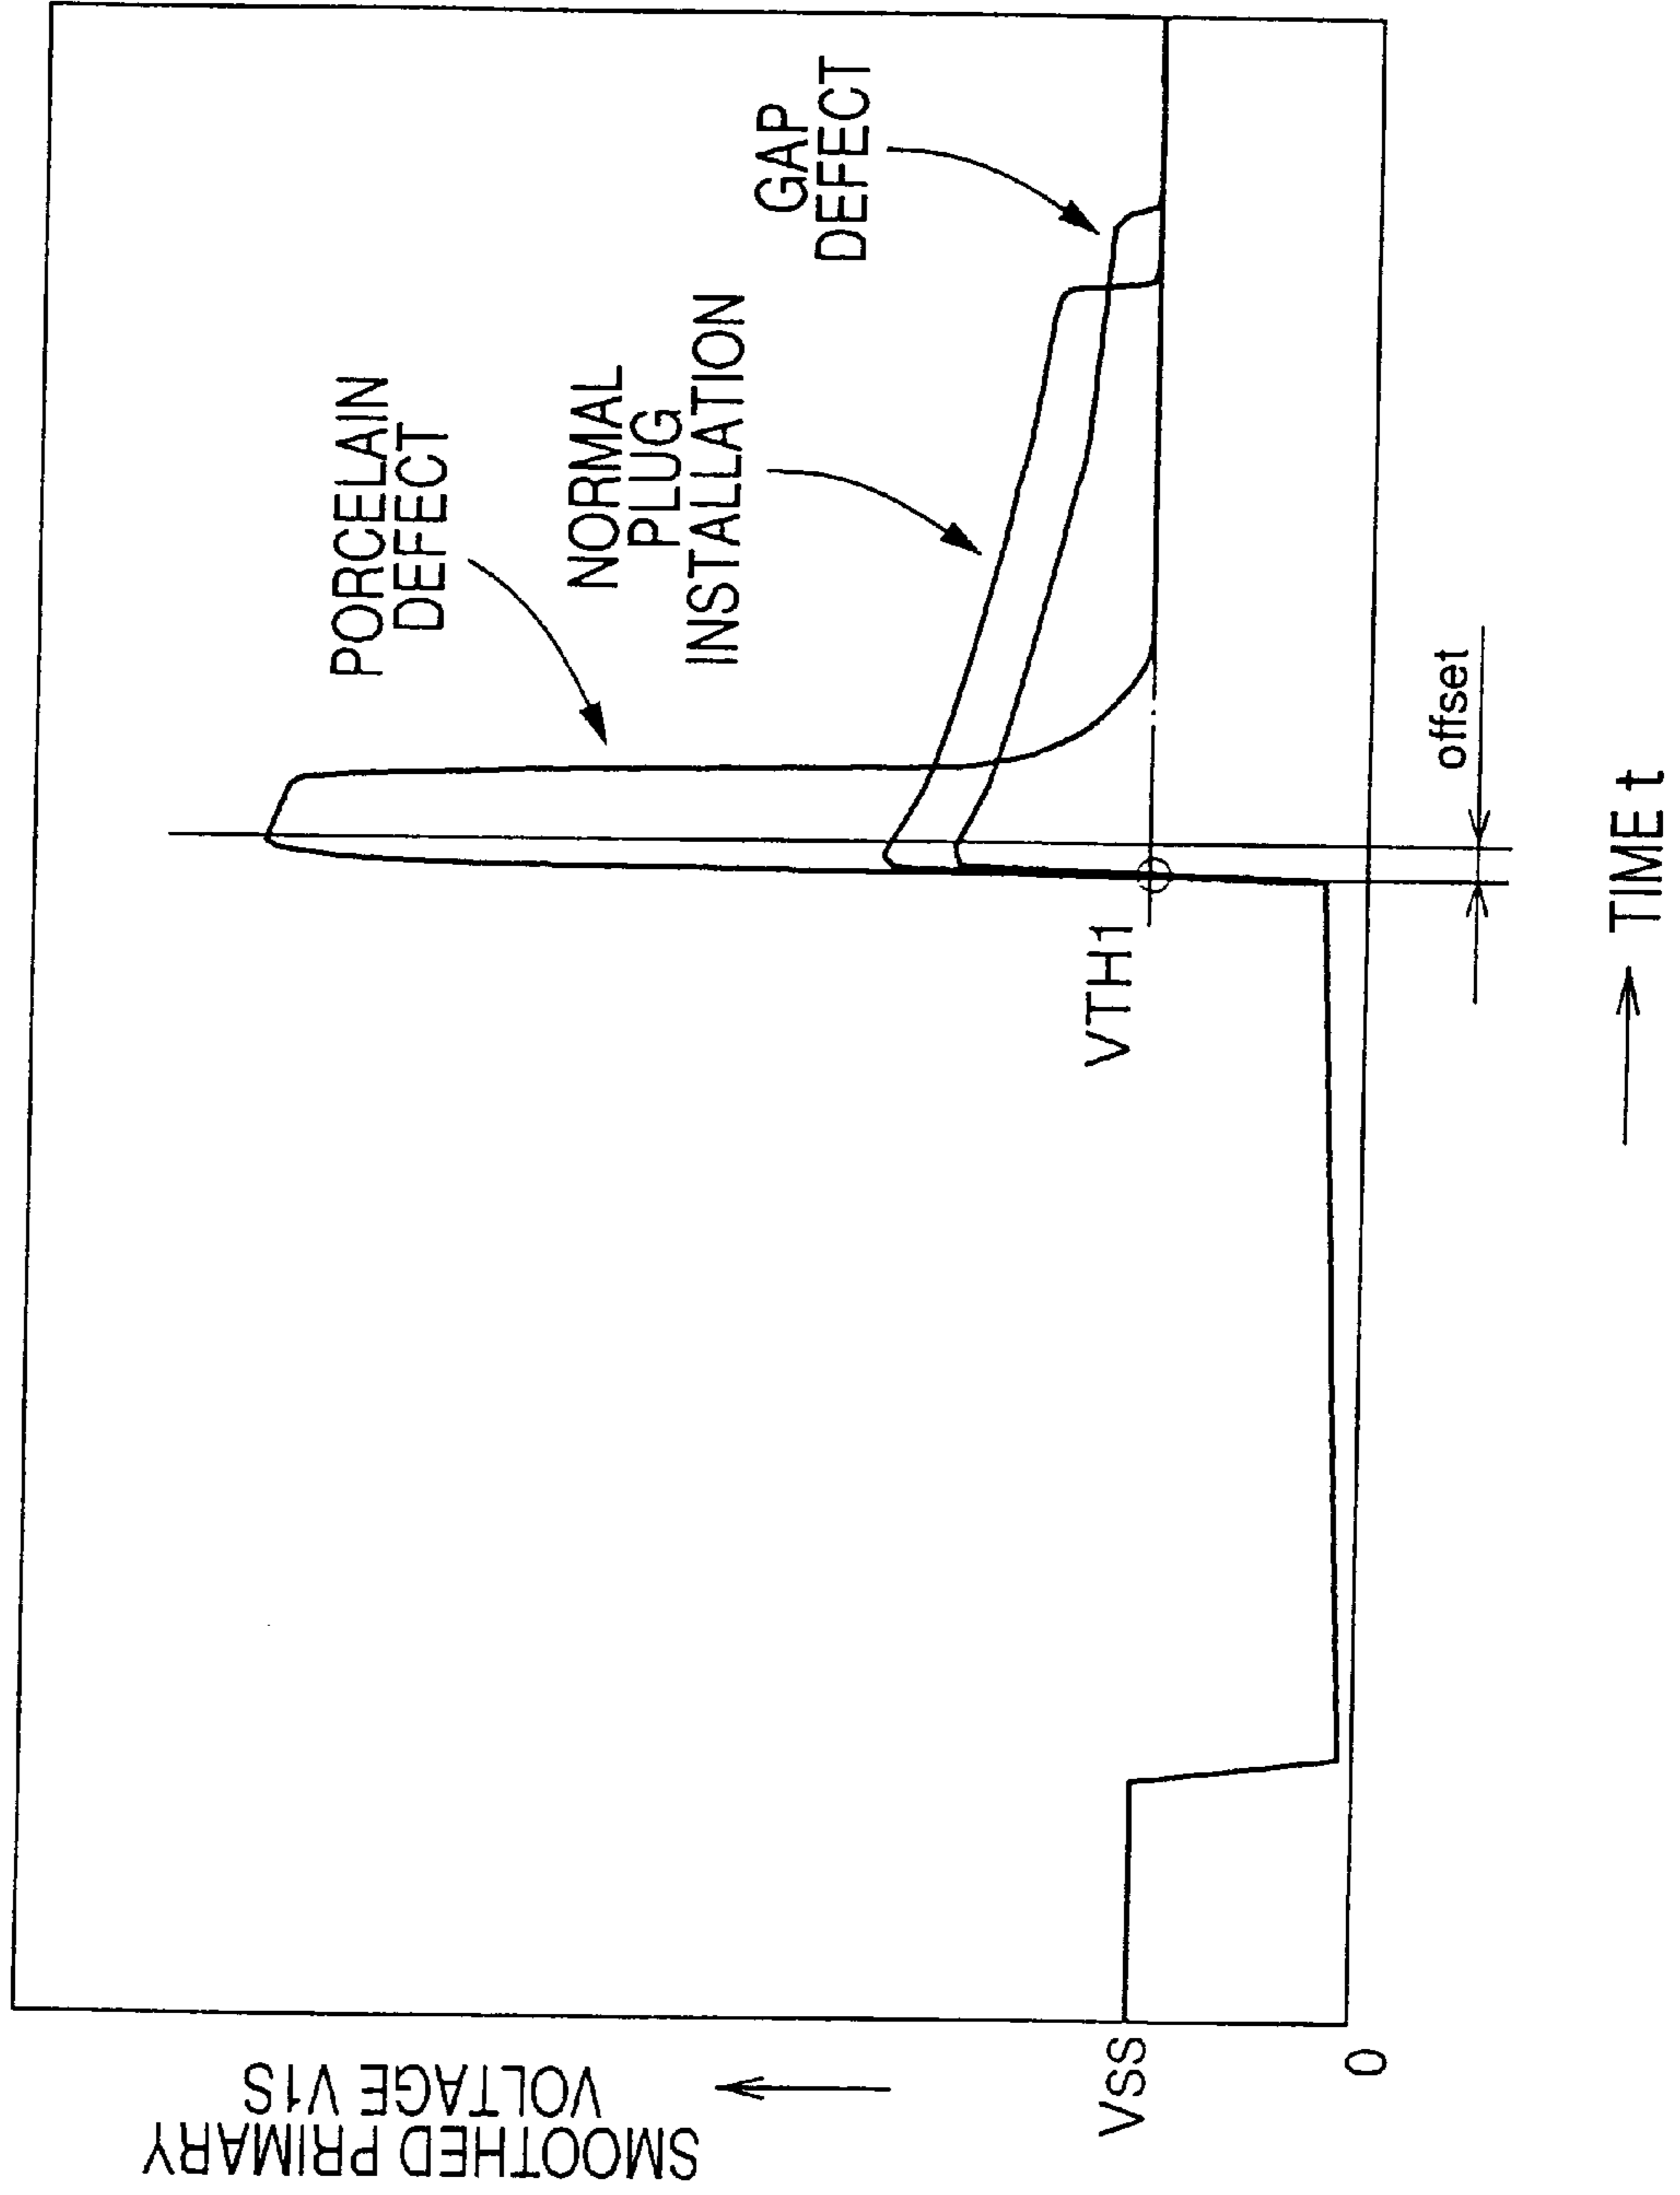 SMOOTHED PRIMARY
VOLTAGE V1S
PORCELAIN
DEFECT
NORMAL
PLUG
INSTALLATION
GAP
DEFECT
VTH1
VSS
0
offset
TIME t